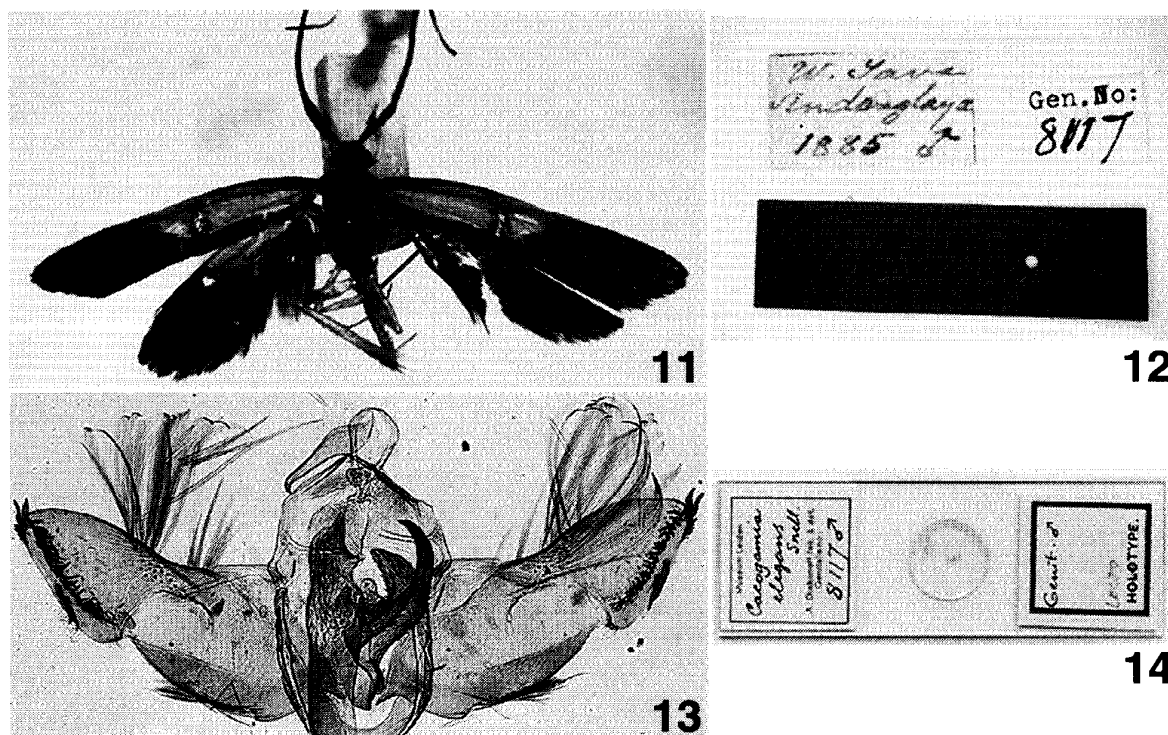 11
W. Java
Sindanglaya
1885 ♂
Gen.No:
8117
12
13
Cacogamia
elegans
Snell.
8117 ♂
Genit. ♂
HOLOTYPE.
14